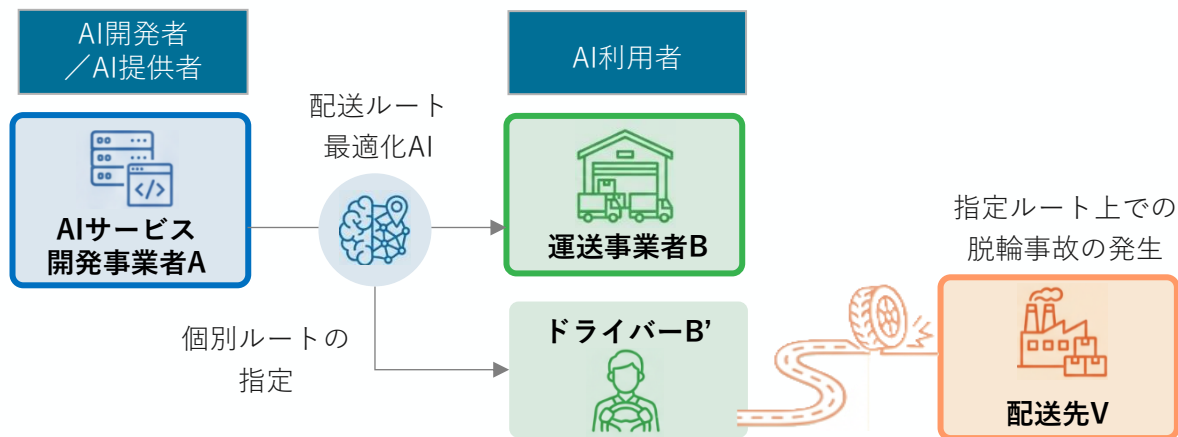 AI開発者
／AI提供者
AI利用者
配送ルート
最適化AI
AIサービス
開発事業者A
運送事業者B
指定ルート上での
脱輪事故の発生
個別ルートの
指定
ドライバーB’
配送先V